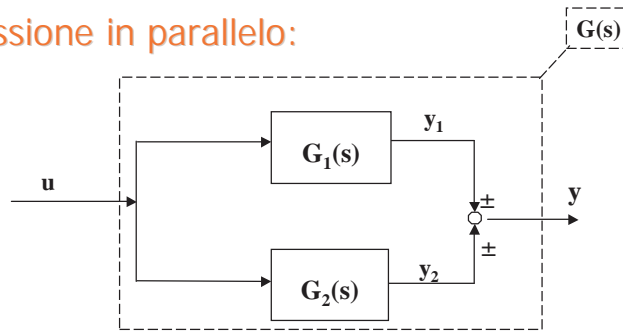 ssione in parallelo:
G(s)
G₁(s)
y₁
u
±
y
±
G₂(s)
y₂